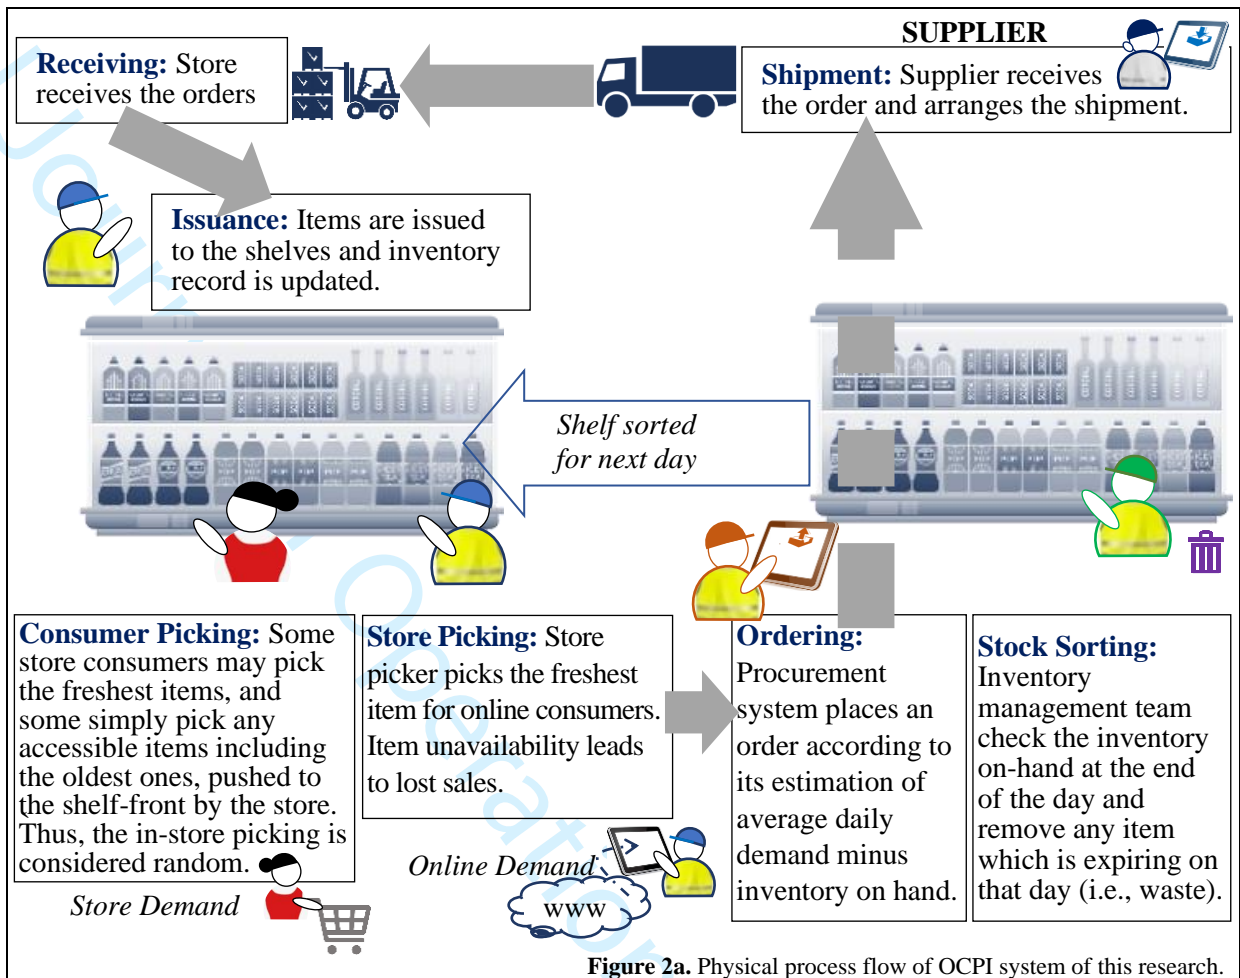 SUPPLIER
Receiving: Store
receives the orders
Shipment: Supplier receives
the order and arranges the shipment.
Issuance: Items are issued
to the shelves and inventory
record is updated.
Shelf sorted
for next day
Consumer Picking: Some
store consumers may pick
the freshest items, and
some simply pick any
accessible items including
the oldest ones, pushed to
the shelf-front by the store.
Thus, the in-store picking is
considered random.
Store Demand
Store Picking: Store
picker picks the freshest
item for online consumers.
Item unavailability leads
to lost sales.
Online Demand
www
Ordering:
Procurement
system places an
order according to
its estimation of
average daily
demand minus
inventory on hand.
Stock Sorting:
Inventory
management team
check the inventory
on-hand at the end
of the day and
remove any item
which is expiring on
that day (i.e., waste).
Figure 2a. Physical process flow of OCPI system of this research.